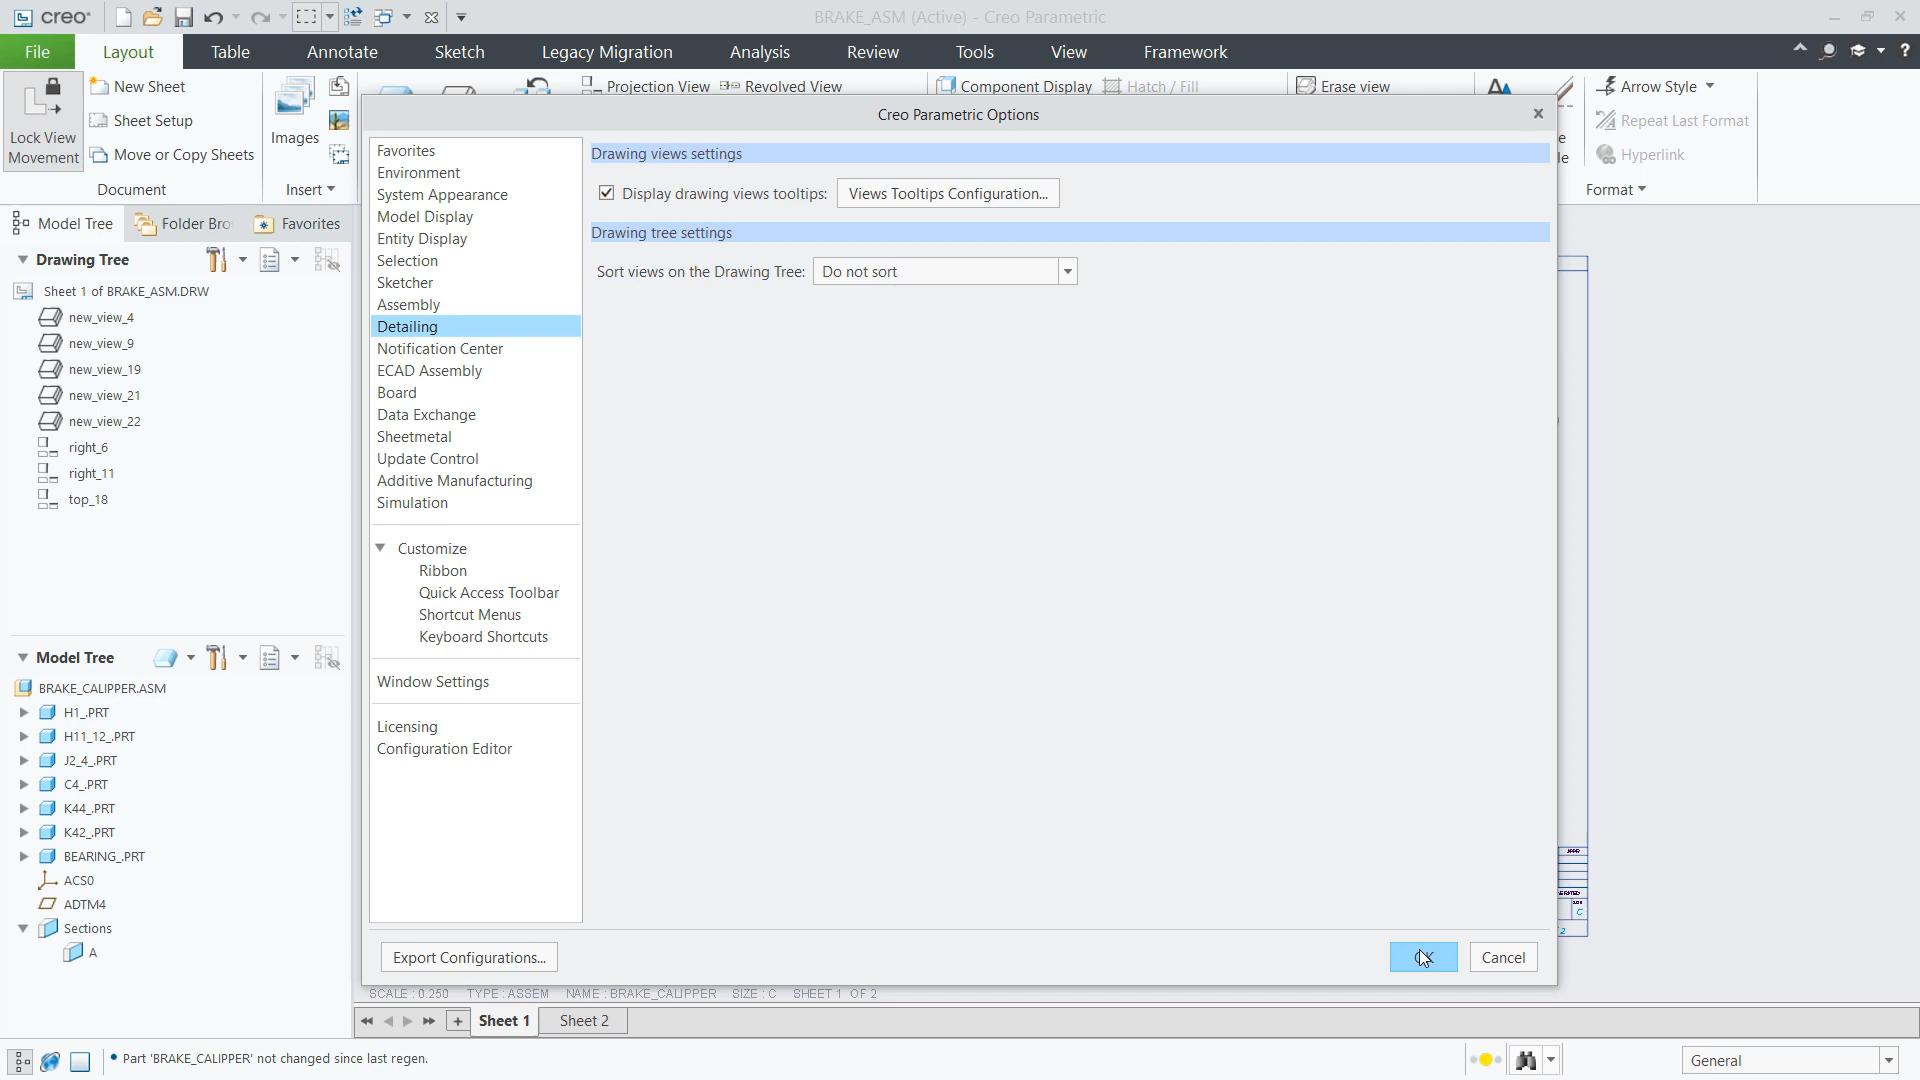 creo
BRAKE_ASM (Active) - Creo Parametric
File
Layout
Table
Annotate
Sketch
Legacy Migration
Analysis
Review
Tools
View
Framework
Lock View
Movement
New Sheet
Sheet Setup
Move or Copy Sheets
Document
Images
Insert
Projection View
Revolved View
Component Display
Hatch / Fill
Erase view
Arrow Style
Repeat Last Format
Hyperlink
Format
Model Tree
Folder Bro
Favorites
Drawing Tree
Sheet 1 of BRAKE_ASM.DRW
new_view_4
new_view_9
new_view_19
new_view_21
new_view_22
right_6
right_11
top_18
Model Tree
BRAKE_CALIPPER.ASM
H1_.PRT
H11_12_.PRT
J2_4_.PRT
C4_.PRT
K44_.PRT
K42_.PRT
BEARING_.PRT
ACS0
ADTM4
Sections
A
Creo Parametric Options
Favorites
Environment
System Appearance
Model Display
Entity Display
Selection
Sketcher
Assembly
Detailing
Notification Center
ECAD Assembly
Board
Data Exchange
Sheetmetal
Update Control
Additive Manufacturing
Simulation
Customize
Ribbon
Quick Access Toolbar
Shortcut Menus
Keyboard Shortcuts
Window Settings
Licensing
Configuration Editor
Drawing views settings
Display drawing views tooltips:
Views Tooltips Configuration...
Drawing tree settings
Sort views on the Drawing Tree:
Do not sort
Export Configurations...
OK
Cancel
SCALE : 0.250 TYPE : ASSEM NAME : BRAKE_CALIPPER SIZE : C SHEET 1 OF 2
Sheet 1
Sheet 2
Part 'BRAKE_CALIPPER' not changed since last regen.
General